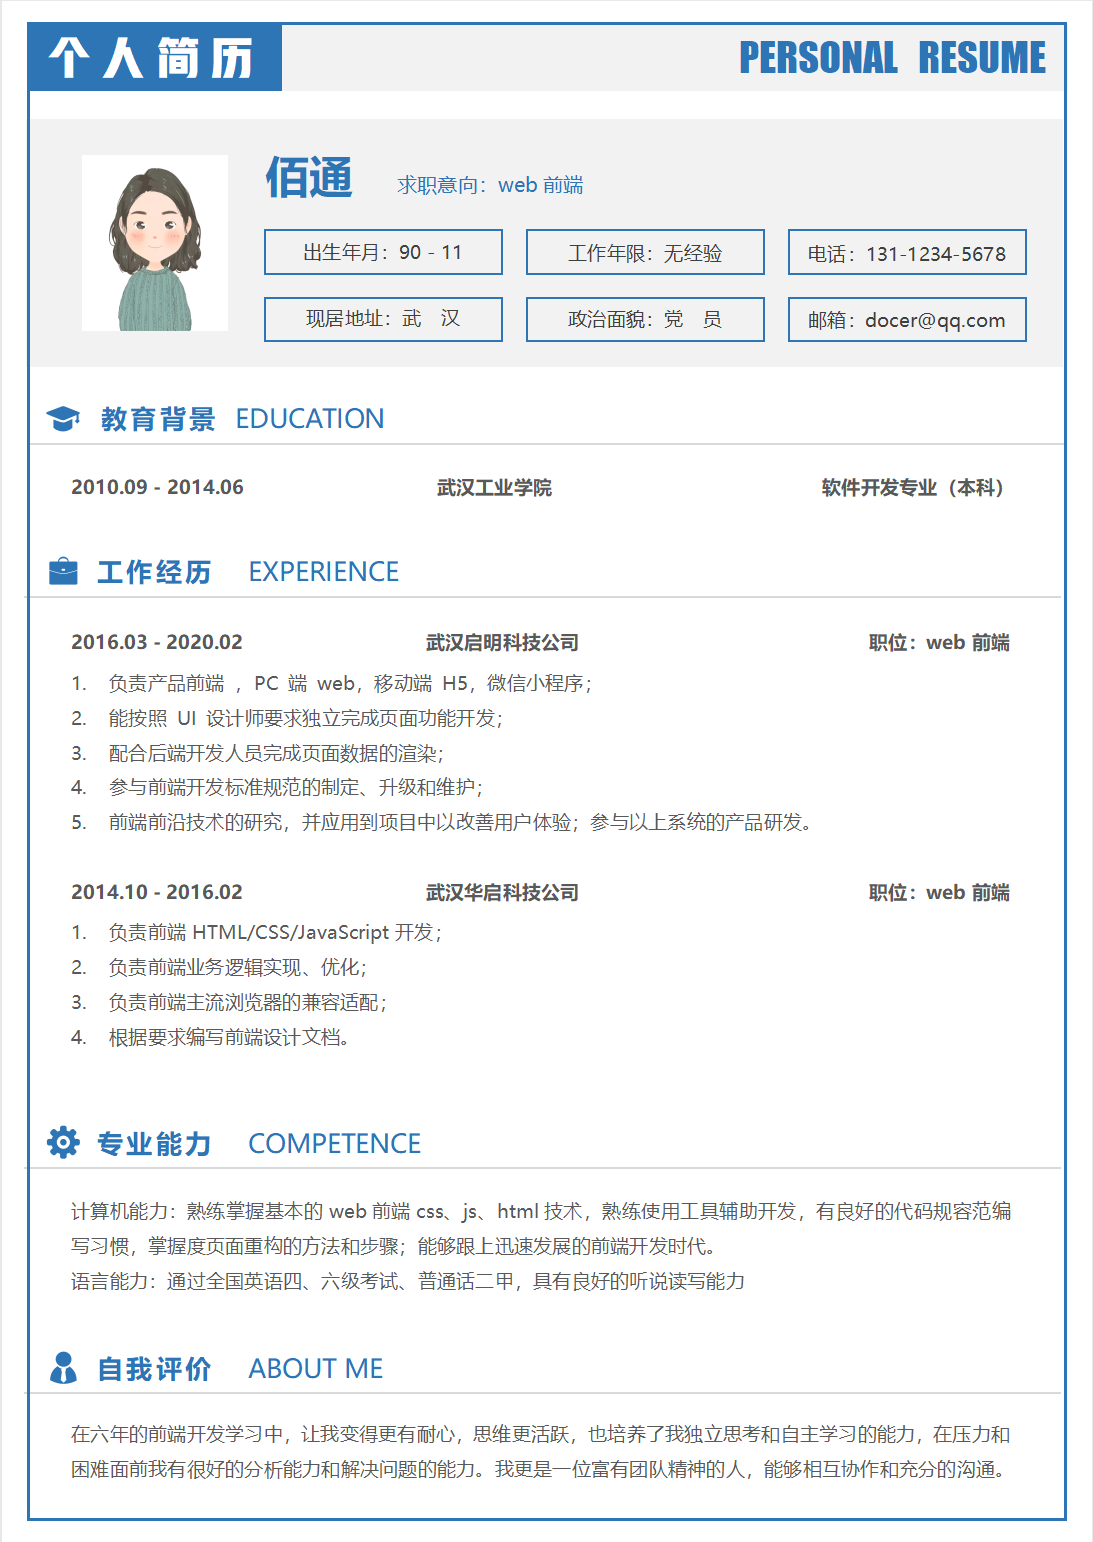 个人简历 PERSONAL RESUME
佰通 求职意向：web 前端
出生年月：90 - 11 工作年限：无经验 电话：131-1234-5678
现居地址：武 汉 政治面貌：党 员 邮箱：docer@qq.com
教育背景 EDUCATION
2010.09 - 2014.06 武汉工业学院 软件开发专业（本科）
工作经历 EXPERIENCE
2016.03 - 2020.02 武汉启明科技公司 职位：web 前端
1. 负责产品前端 ，PC 端 web，移动端 H5，微信小程序；
2. 能按照 UI 设计师要求独立完成页面功能开发；
3. 配合后端开发人员完成页面数据的渲染；
4. 参与前端开发标准规范的制定、升级和维护；
5. 前端前沿技术的研究，并应用到项目中以改善用户体验；参与以上系统的产品研发。
2014.10 - 2016.02 武汉华启科技公司 职位：web 前端
1. 负责前端 HTML/CSS/JavaScript 开发；
2. 负责前端业务逻辑实现、优化；
3. 负责前端主流浏览器的兼容适配；
4. 根据要求编写前端设计文档。
专业能力 COMPETENCE
计算机能力：熟练掌握基本的 web 前端 css、js、html 技术，熟练使用工具辅助开发，有良好的代码规容范编
写习惯，掌握度页面重构的方法和步骤；能够跟上迅速发展的前端开发时代。
语言能力：通过全国英语四、六级考试、普通话二甲，具有良好的听说读写能力
自我评价 ABOUT ME
在六年的前端开发学习中，让我变得更有耐心，思维更活跃，也培养了我独立思考和自主学习的能力，在压力和
困难面前我有很好的分析能力和解决问题的能力。我更是一位富有团队精神的人，能够相互协作和充分的沟通。